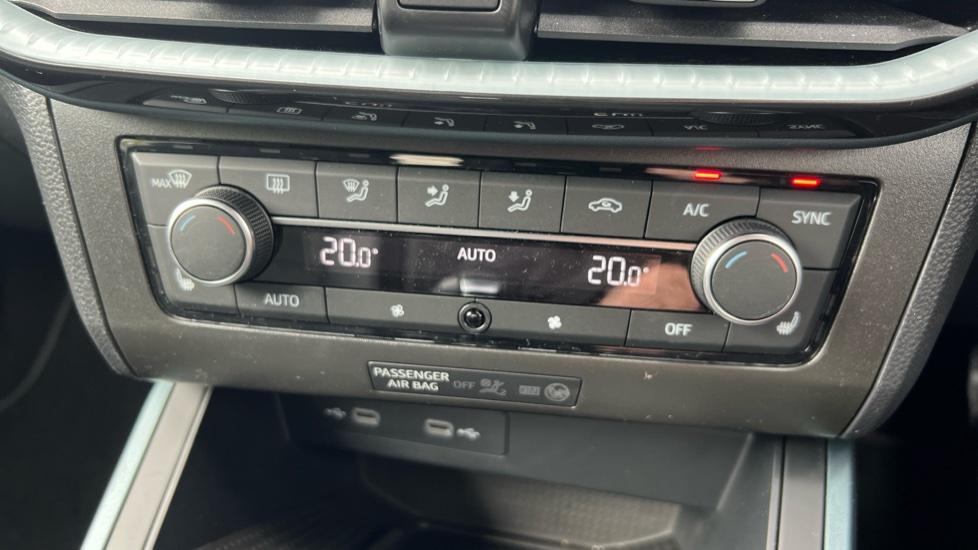 MAX
A/C
SYNC
20.0° AUTO 20.0°
AUTO
OFF
PASSENGER
AIR BAG OFF